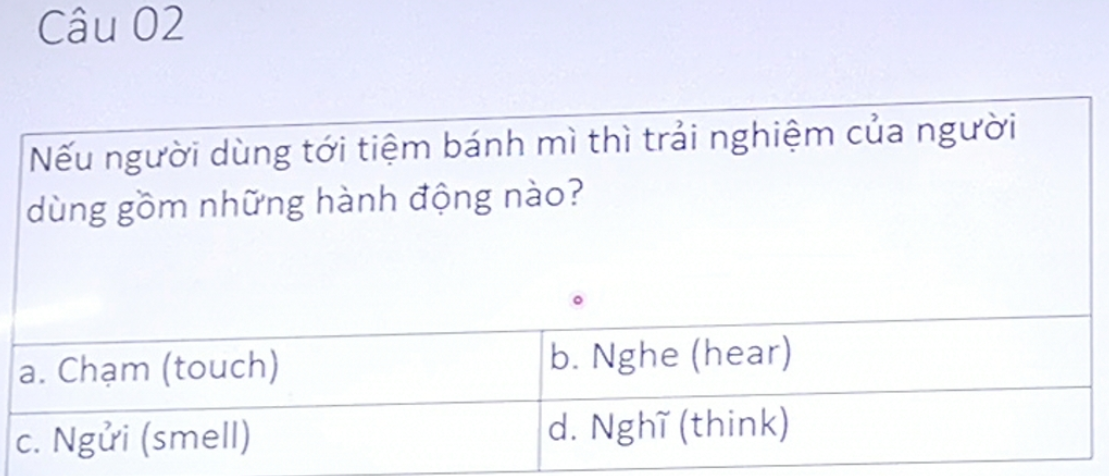 Câu 02
Nếu người dùng tới tiệm bánh mì thì trải nghiệm của người
dùng gồm những hành động nào?
a. Chạm (touch)
b. Nghe (hear)
c. Ngửi (smell)
d. Nghĩ (think)